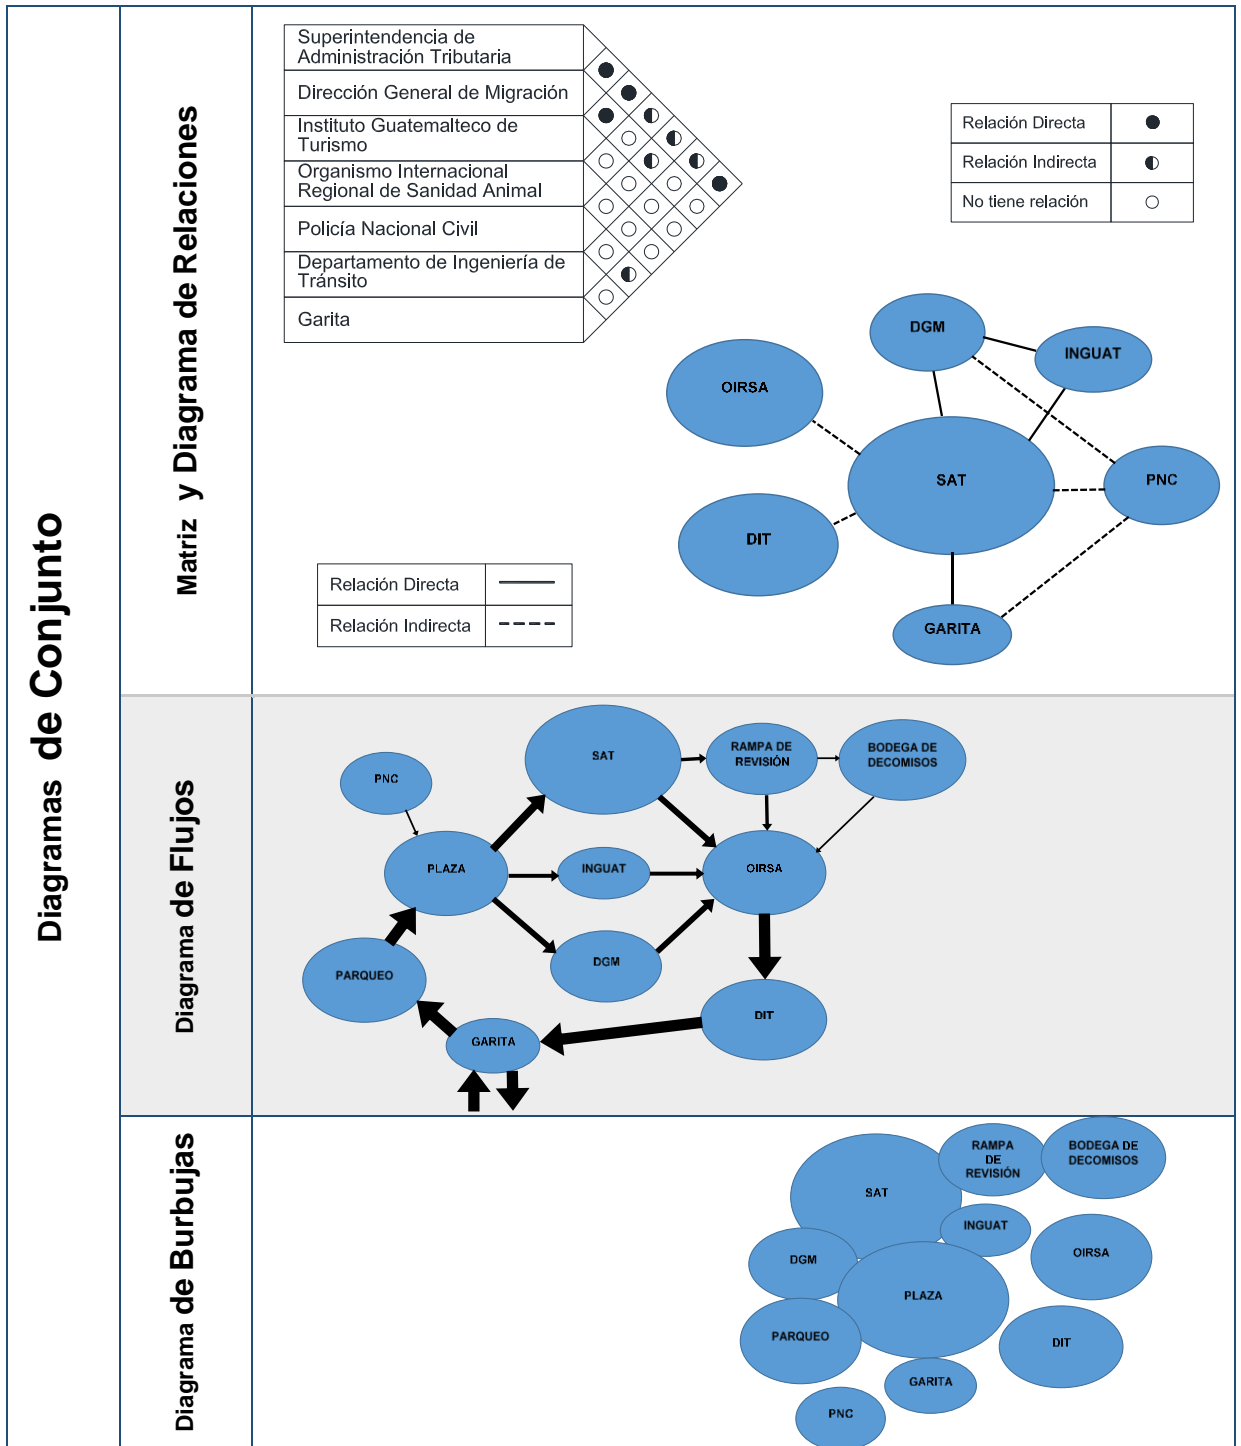 Diagramas de Conjunto
Matriz y Diagrama de Relaciones
Superintendencia de
Administración Tributaria
Dirección General de Migración
Instituto Guatemalteco de
Turismo
Organismo Internacional
Regional de Sanidad Animal
Policía Nacional Civil
Departamento de Ingeniería de
Tránsito
Garita
Relación Directa
Relación Indirecta
No tiene relación
DGM
INGUAT
OIRSA
SAT
PNC
DIT
GARITA
Relación Directa
Relación Indirecta
Diagrama de Flujos
SAT
RAMPA DE
REVISIÓN
BODEGA DE
DECOMISOS
PNC
PLAZA
INGUAT
OIRSA
DGM
PARQUEO
DIT
GARITA
Diagrama de Burbujas
RAMPA
DE
REVISIÓN
BODEGA DE
DECOMISOS
SAT
INGUAT
OIRSA
DGM
PLAZA
PARQUEO
DIT
GARITA
PNC